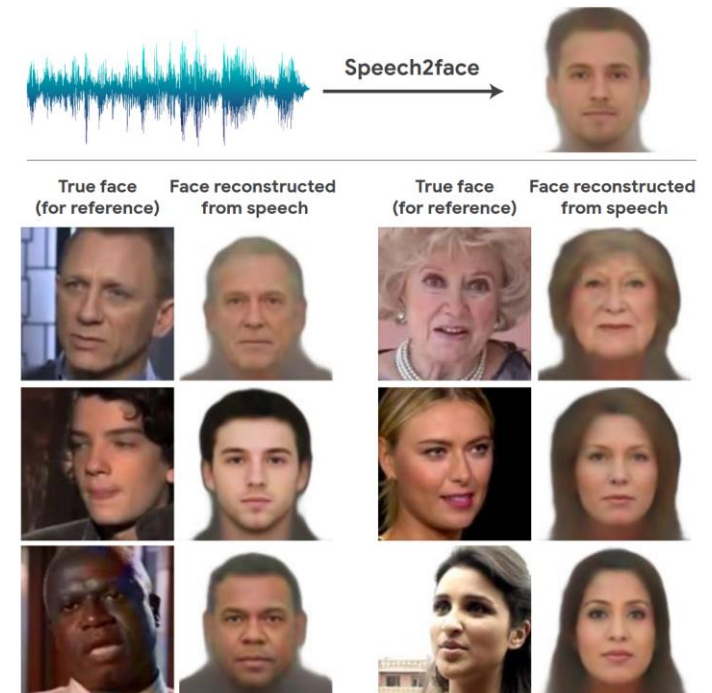 Speech2face
True face
(for reference)
Face reconstructed
from speech
True face
(for reference)
Face reconstructed
from speech